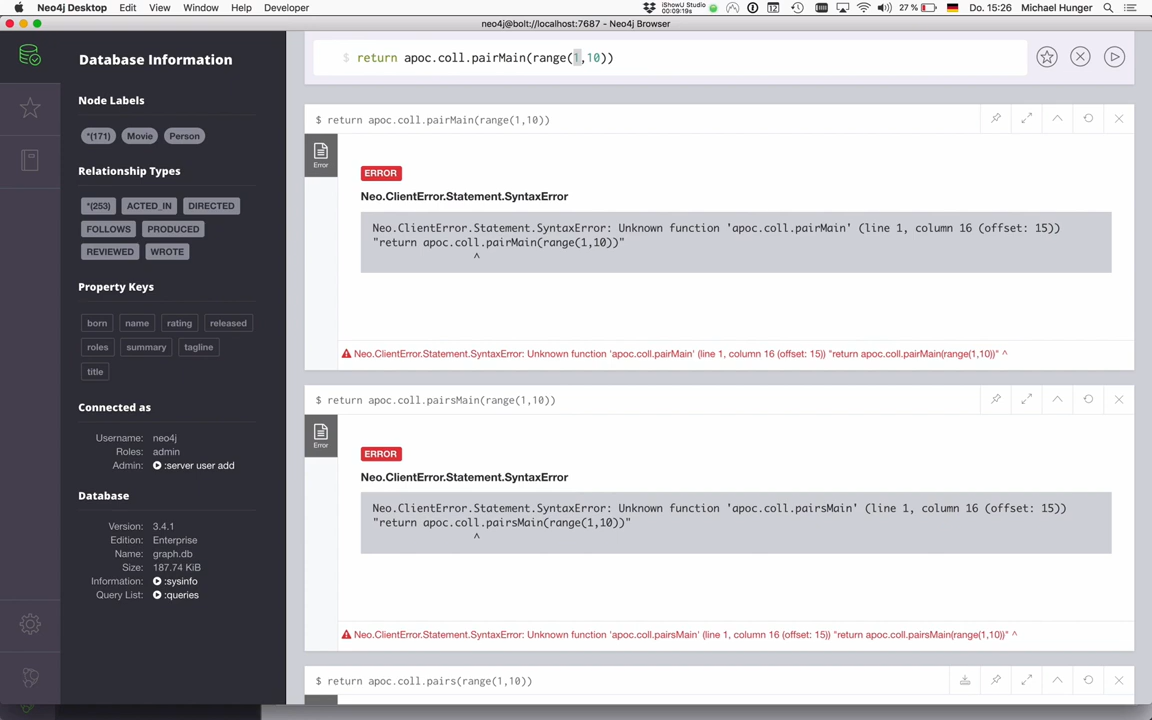 Neo4j Desktop Edit View Window Help Developer iShowU Studio 00:09:19s 12 27 % Do. 15:26 Michael Hunger
neo4j@bolt://localhost:7687 - Neo4j Browser
Database Information
Node Labels
*(171) Movie Person
Relationship Types
*(253) ACTED_IN DIRECTED
FOLLOWS PRODUCED
REVIEWED WROTE
Property Keys
born name rating released
roles summary tagline
title
Connected as
Username: neo4j
Roles: admin
Admin: :server user add
Database
Version: 3.4.1
Edition: Enterprise
Name: graph.db
Size: 187.74 KiB
Information: :sysinfo
Query List: :queries
$ return apoc.coll.pairMain(range(1,10))
$ return apoc.coll.pairMain(range(1,10))
Error
ERROR
Neo.ClientError.Statement.SyntaxError
Neo.ClientError.Statement.SyntaxError: Unknown function 'apoc.coll.pairMain' (line 1, column 16 (offset: 15))
"return apoc.coll.pairMain(range(1,10))"
^
Neo.ClientError.Statement.SyntaxError: Unknown function 'apoc.coll.pairMain' (line 1, column 16 (offset: 15)) "return apoc.coll.pairMain(range(1,10))" ^
$ return apoc.coll.pairsMain(range(1,10))
Error
ERROR
Neo.ClientError.Statement.SyntaxError
Neo.ClientError.Statement.SyntaxError: Unknown function 'apoc.coll.pairsMain' (line 1, column 16 (offset: 15))
"return apoc.coll.pairsMain(range(1,10))"
^
Neo.ClientError.Statement.SyntaxError: Unknown function 'apoc.coll.pairsMain' (line 1, column 16 (offset: 15)) "return apoc.coll.pairsMain(range(1,10))" ^
$ return apoc.coll.pairs(range(1,10))